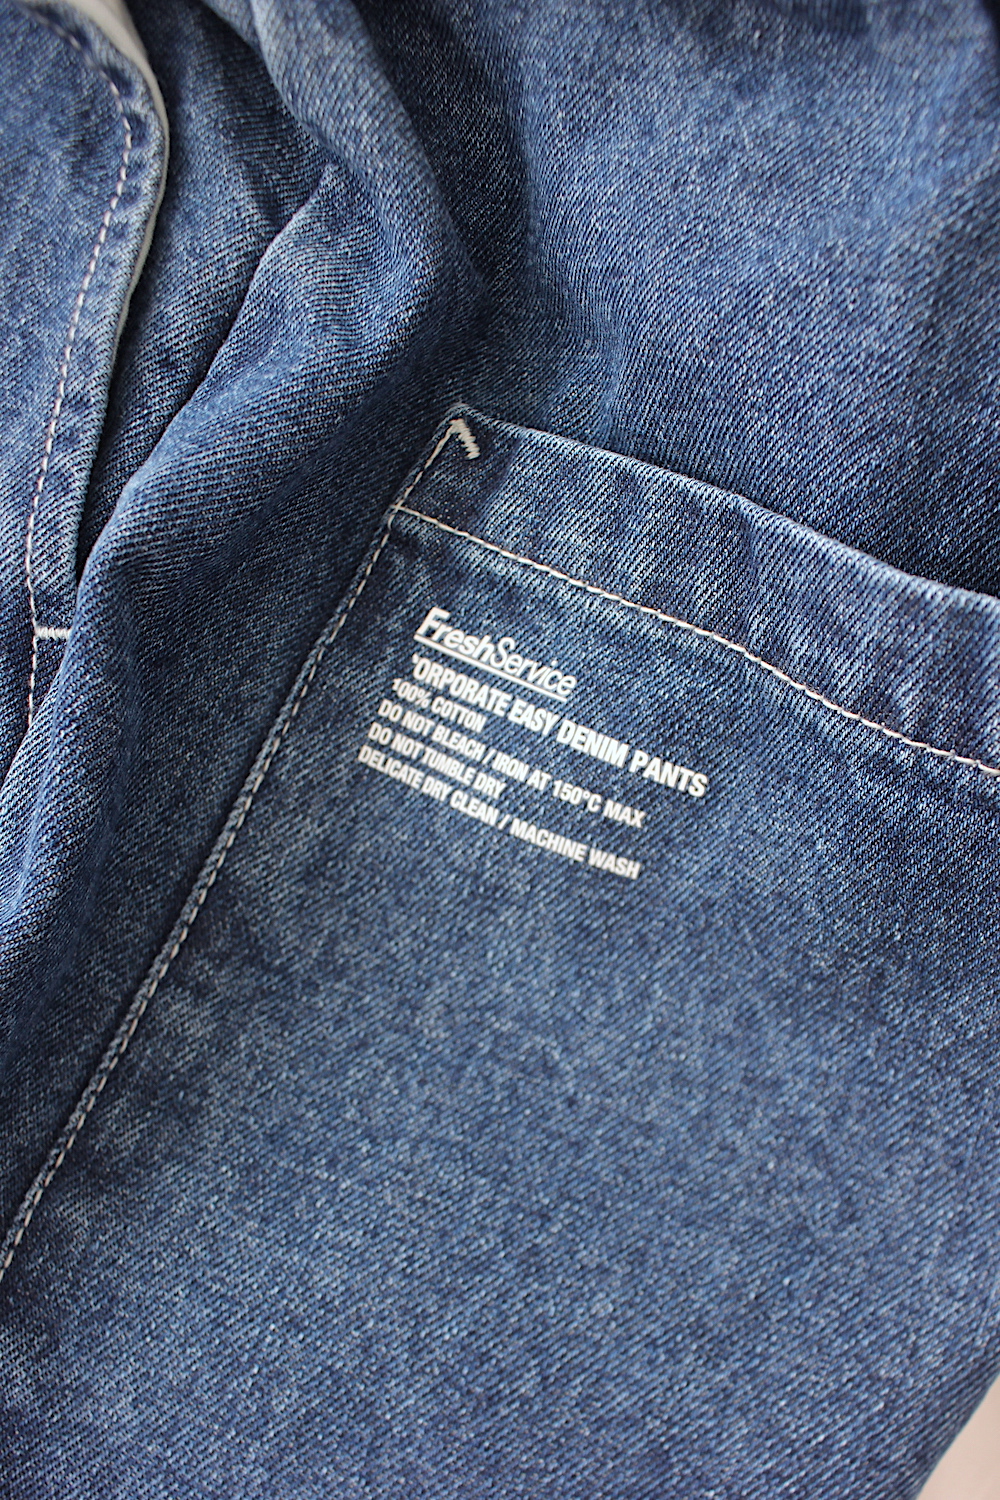 FreshService
'ORPORATE EASY DENIM PANTS
100% COTTON
DO NOT BLEACH / IRON AT 150°C MAX
DO NOT TUMBLE DRY
DELICATE DRY CLEAN / MACHINE WASH